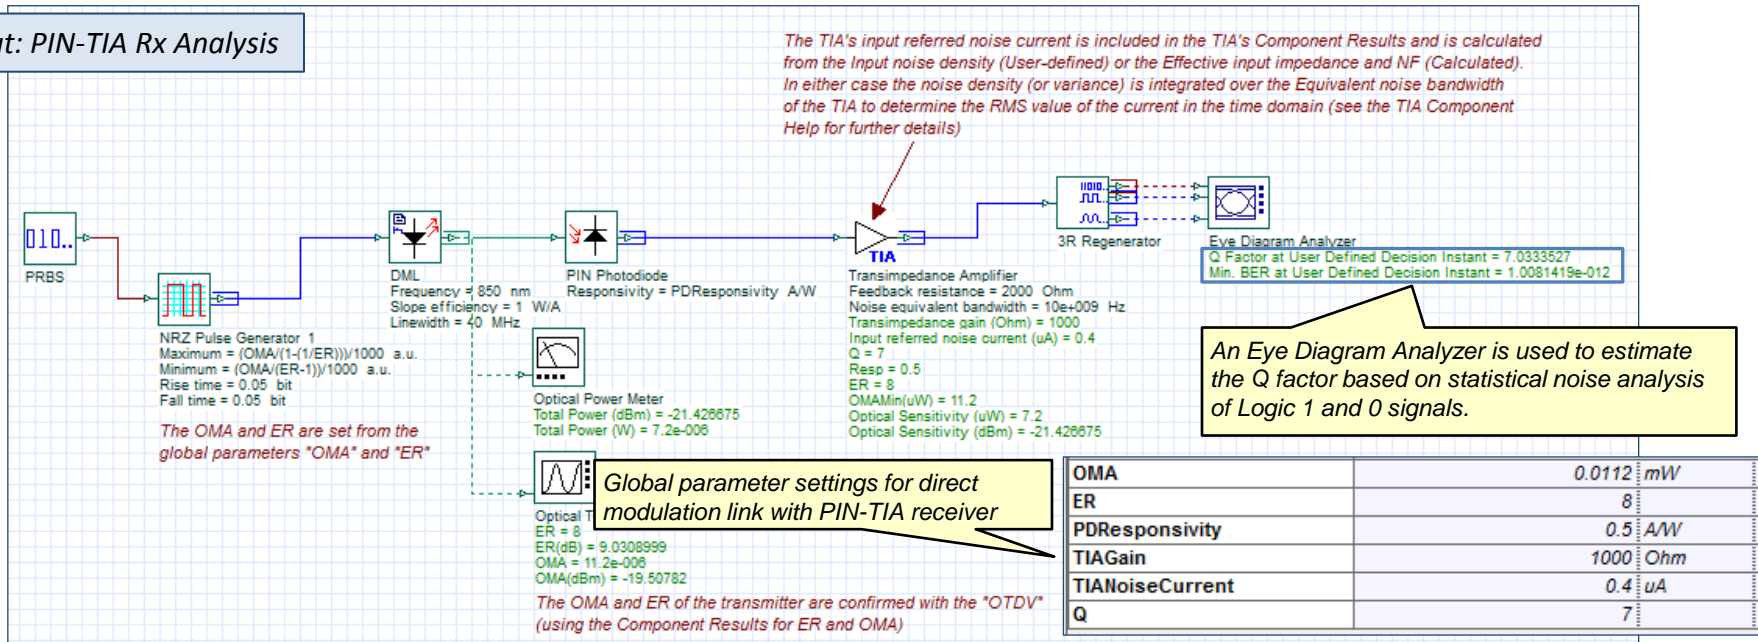 t: PIN-TIA Rx Analysis
The TIA's input referred noise current is included in the TIA's Component Results and is calculated
from the Input noise density (User-defined) or the Effective input impedance and NF (Calculated).
In either case the noise density (or variance) is integrated over the Equivalent noise bandwidth
of the TIA to determine the RMS value of the current in the time domain (see the TIA Component
Help for further details)
010..
PRBS
NRZ Pulse Generator 1
Maximum = (OMA/(1-(1/ER)))/1000 a.u.
Minimum = (OMA/(ER-1))/1000 a.u.
Rise time = 0.05 bit
Fall time = 0.05 bit
The OMA and ER are set from the
global parameters "OMA" and "ER"
DML
Frequency = 850 nm
Slope efficiency = 1 W/A
Linewidth = 40 MHz
PIN Photodiode
Responsivity = PDResponsivity A/W
Optical Power Meter
Total Power (dBm) = -21.426675
Total Power (W) = 7.2e-006
Optical T
ER = 8
ER(dB) = 9.0308999
OMA = 11.2e-006
OMA(dBm) = -19.50782
The OMA and ER of the transmitter are confirmed with the "OTDV"
(using the Component Results for ER and OMA)
TIA
Transimpedance Amplifier
Feedback resistance = 2000 Ohm
Noise equivalent bandwidth = 10e+009 Hz
Transimpedance gain (Ohm) = 1000
Input referred noise current (uA) = 0.4
Q = 7
Resp = 0.5
ER = 8
OMAMin(uW) = 11.2
Optical Sensitivity (uW) = 7.2
Optical Sensitivity (dBm) = -21.426675
3R Regenerator
Eye Diagram Analyzer
Q Factor at User Defined Decision Instant = 7.0333527
Min. BER at User Defined Decision Instant = 1.0081419e-012
An Eye Diagram Analyzer is used to estimate
the Q factor based on statistical noise analysis
of Logic 1 and 0 signals.
Global parameter settings for direct
modulation link with PIN-TIA receiver
OMA 0.0112 mW
ER 8
PDResponsivity 0.5 A/W
TIAGain 1000 Ohm
TIANoiseCurrent 0.4 uA
Q 7